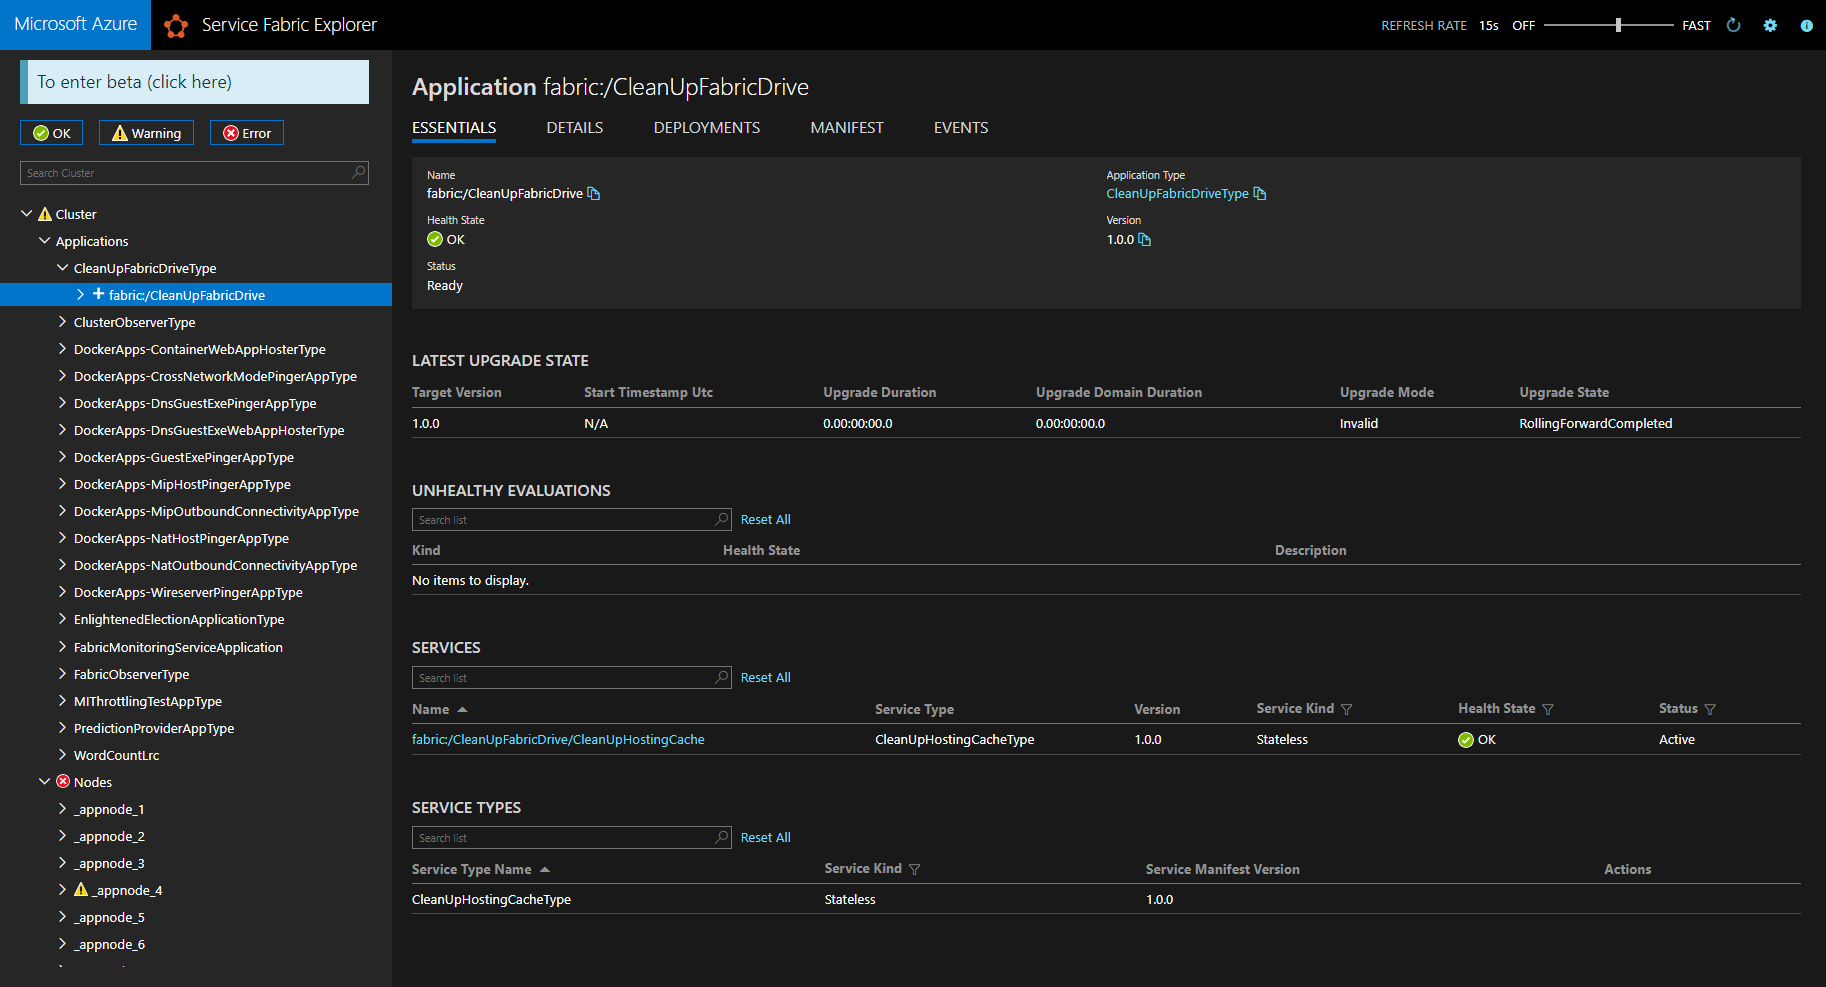 Microsoft Azure
Service Fabric Explorer
REFRESH RATE 15s OFF FAST
To enter beta (click here)
OK Warning Error
Search Cluster
Cluster
Applications
CleanUpFabricDriveType
fabric:/CleanUpFabricDrive
ClusterObserverType
DockerApps-ContainerWebAppHosterType
DockerApps-CrossNetworkModePingerAppType
DockerApps-DnsGuestExePingerAppType
DockerApps-DnsGuestExeWebAppHosterType
DockerApps-GuestExePingerAppType
DockerApps-MipHostPingerAppType
DockerApps-MipOutboundConnectivityAppType
DockerApps-NatHostPingerAppType
DockerApps-NatOutboundConnectivityAppType
DockerApps-WireserverPingerAppType
EnlightenedElectionApplicationType
FabricMonitoringServiceApplication
FabricObserverType
MIThrottlingTestAppType
PredictionProviderAppType
WordCountLrc
Nodes
_appnode_1
_appnode_2
_appnode_3
_appnode_4
_appnode_5
_appnode_6
Application fabric:/CleanUpFabricDrive
ESSENTIALS DETAILS DEPLOYMENTS MANIFEST EVENTS
Name
fabric:/CleanUpFabricDrive
Health State
OK
Status
Ready
Application Type
CleanUpFabricDriveType
Version
1.0.0
LATEST UPGRADE STATE
Target Version Start Timestamp Utc Upgrade Duration Upgrade Domain Duration Upgrade Mode Upgrade State
1.0.0 N/A 0.00:00:00.0 0.00:00:00.0 Invalid RollingForwardCompleted
UNHEALTHY EVALUATIONS
Search list Reset All
Kind Health State Description
No items to display.
SERVICES
Search list Reset All
Name Service Type Version Service Kind Health State Status
fabric:/CleanUpFabricDrive/CleanUpHostingCache CleanUpHostingCacheType 1.0.0 Stateless OK Active
SERVICE TYPES
Search list Reset All
Service Type Name Service Kind Service Manifest Version Actions
CleanUpHostingCacheType Stateless 1.0.0